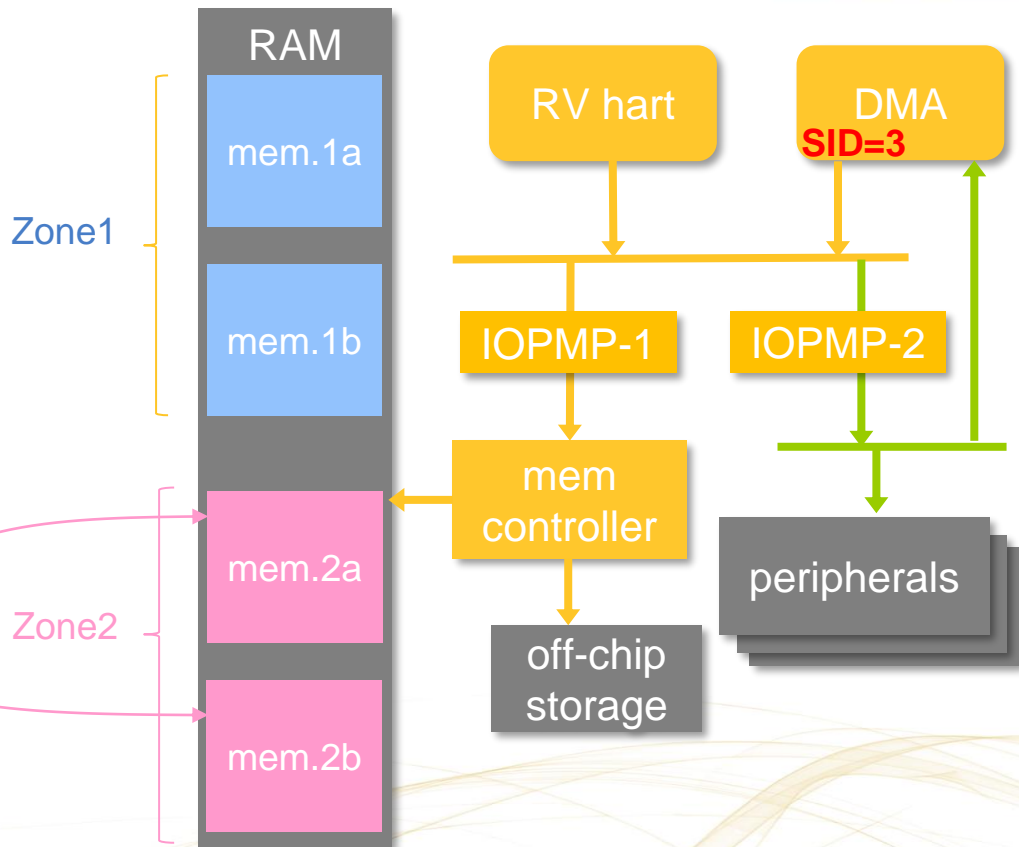 RAM
mem.1a
mem.1b
mem.2a
mem.2b
Zone1
Zone2
RV hart
DMA
SID=3
IOPMP-1
IOPMP-2
mem
controller
off-chip
storage
peripherals